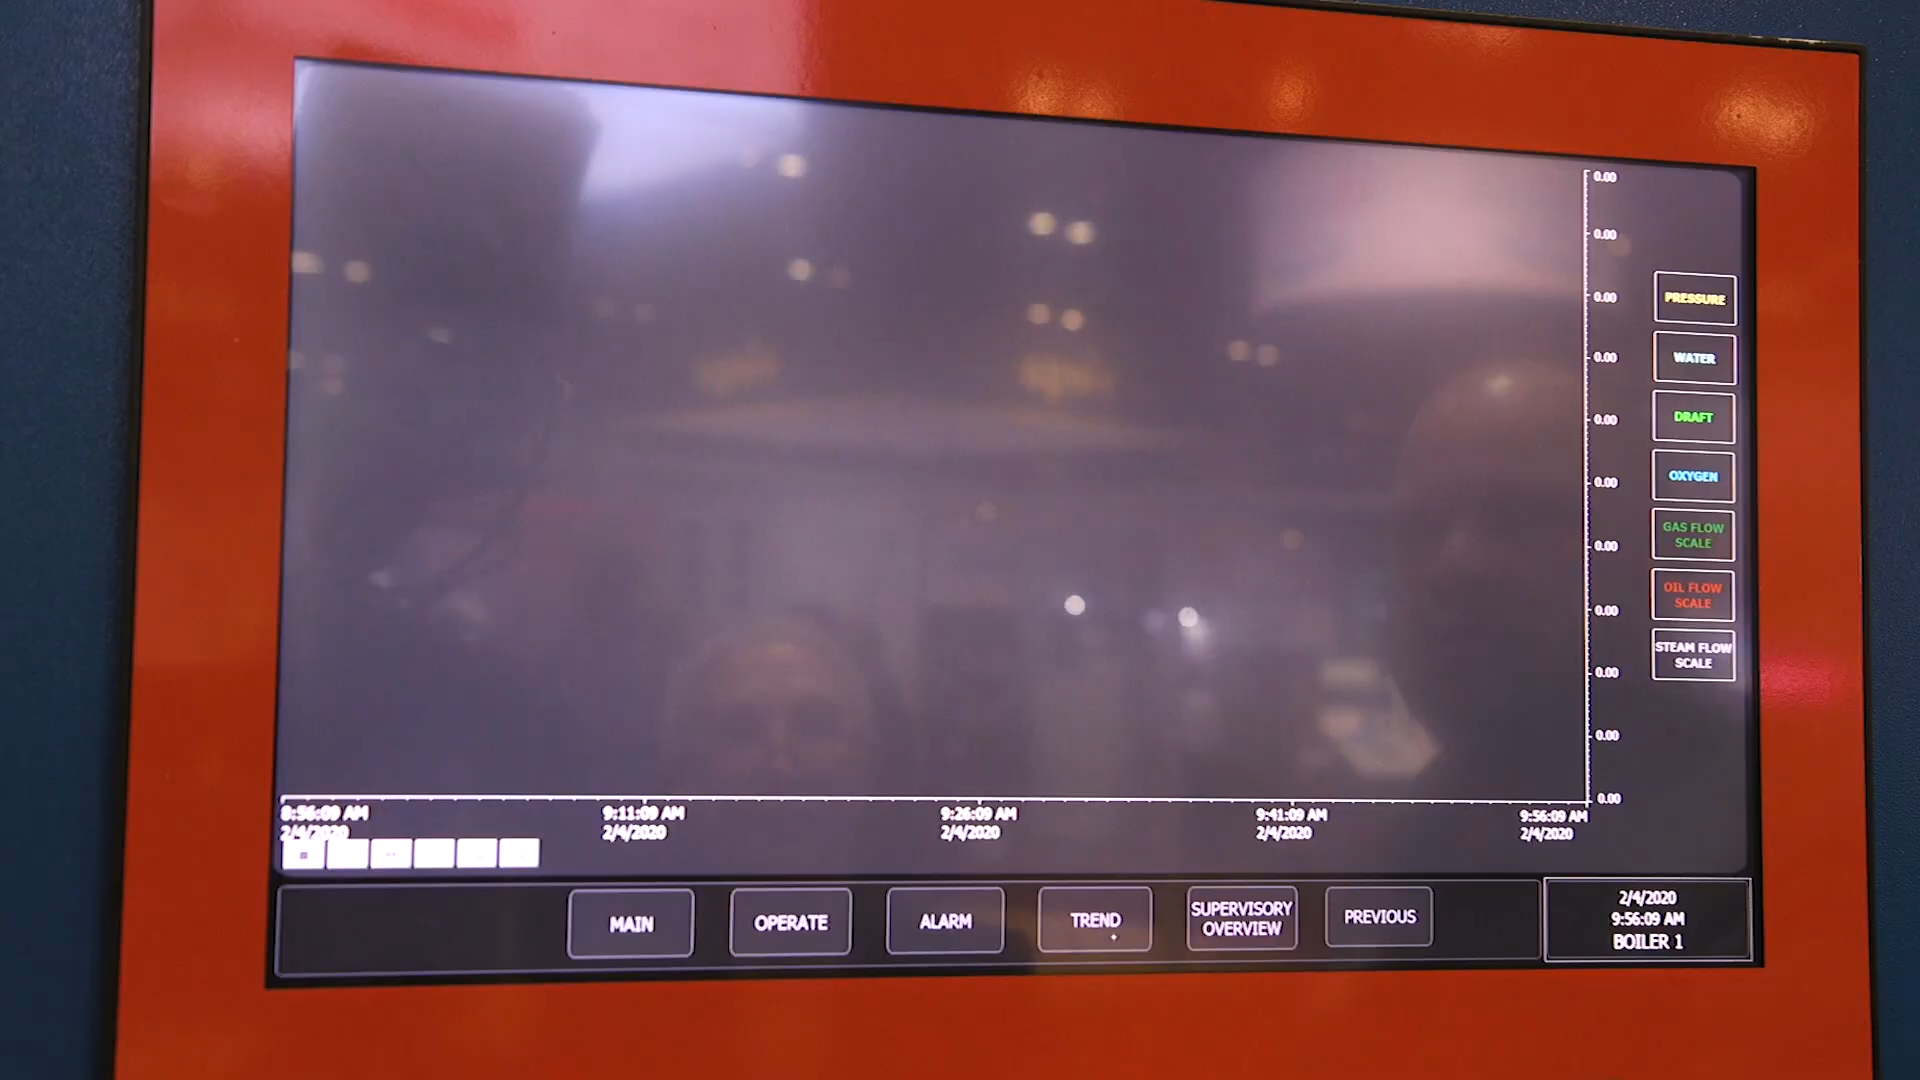 0.00
0.00
0.00
0.00
0.00
0.00
0.00
0.00
0.00
0.00
0.00
PRESSURE
WATER
DRAFT
OXYGEN
GAS FLOW
SCALE
OIL FLOW
SCALE
STEAM FLOW
SCALE
8:56:09 AM
2/4/2020
9:11:09 AM
2/4/2020
9:26:09 AM
2/4/2020
9:41:09 AM
2/4/2020
9:56:09 AM
2/4/2020
MAIN
OPERATE
ALARM
TREND
SUPERVISORY
OVERVIEW
PREVIOUS
2/4/2020
9:56:09 AM
BOILER 1